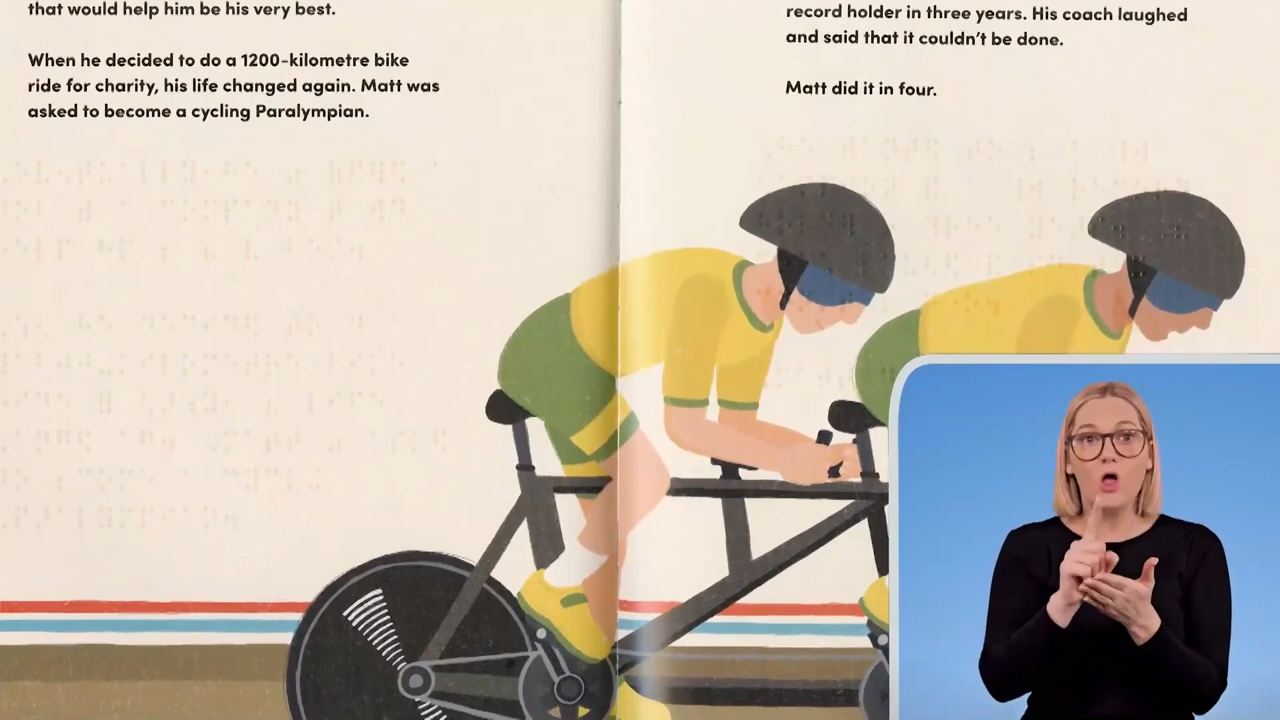 that would help him be his very best.
When he decided to do a 1200-kilometre bike
ride for charity, his life changed again. Matt was
asked to become a cycling Paralympian.
record holder in three years. His coach laughed
and said that it couldn't be done.
Matt did it in four.